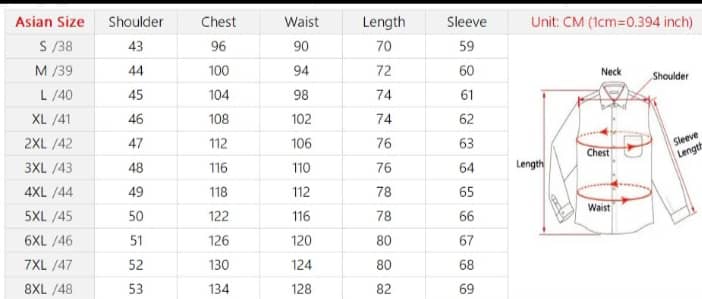 Asian Size Shoulder Chest Waist Length Sleeve Unit: CM (1cm=0.394 inch)
S /38 43 96 90 70 59
M /39 44 100 94 72 60
L /40 45 104 98 74 61
XL /41 46 108 102 74 62
2XL /42 47 112 106 76 63
3XL /43 48 116 110 76 64
4XL /44 49 118 112 78 65
5XL /45 50 122 116 78 66
6XL /46 51 126 120 80 67
7XL /47 52 130 124 80 68
8XL /48 53 134 128 82 69
Neck
Shoulder
Sleeve
Length
Chest
Length
Waist